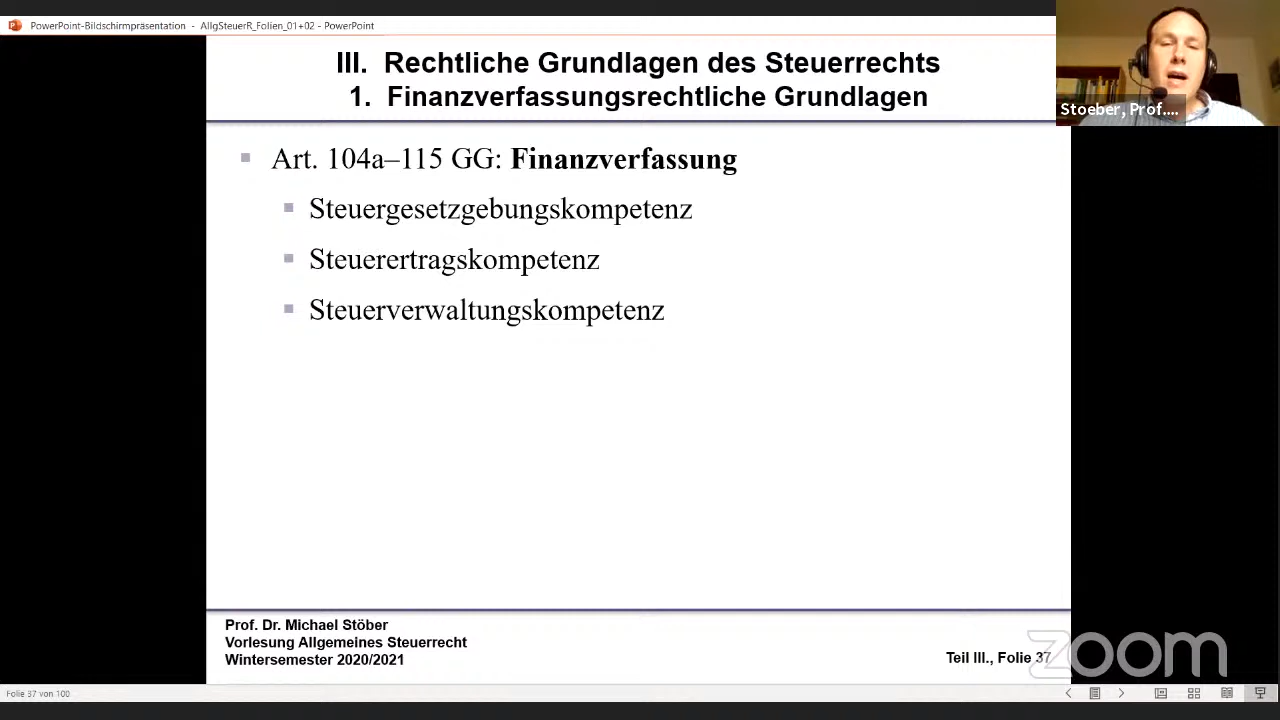 PowerPoint-Bildschirmpräsentation - AllgSteuerR_Folien_01+02 - PowerPoint
III. Rechtliche Grundlagen des Steuerrechts
1. Finanzverfassungsrechtliche Grundlagen
Stoeber, Prof....
Art. 104a–115 GG: Finanzverfassung
Steuergesetzgebungskompetenz
Steuerertragskompetenz
Steuerverwaltungskompetenz
Prof. Dr. Michael Stöber
Vorlesung Allgemeines Steuerrecht
Wintersemester 2020/2021
Teil III., Folie 37
zoom
Folie 37 von 100